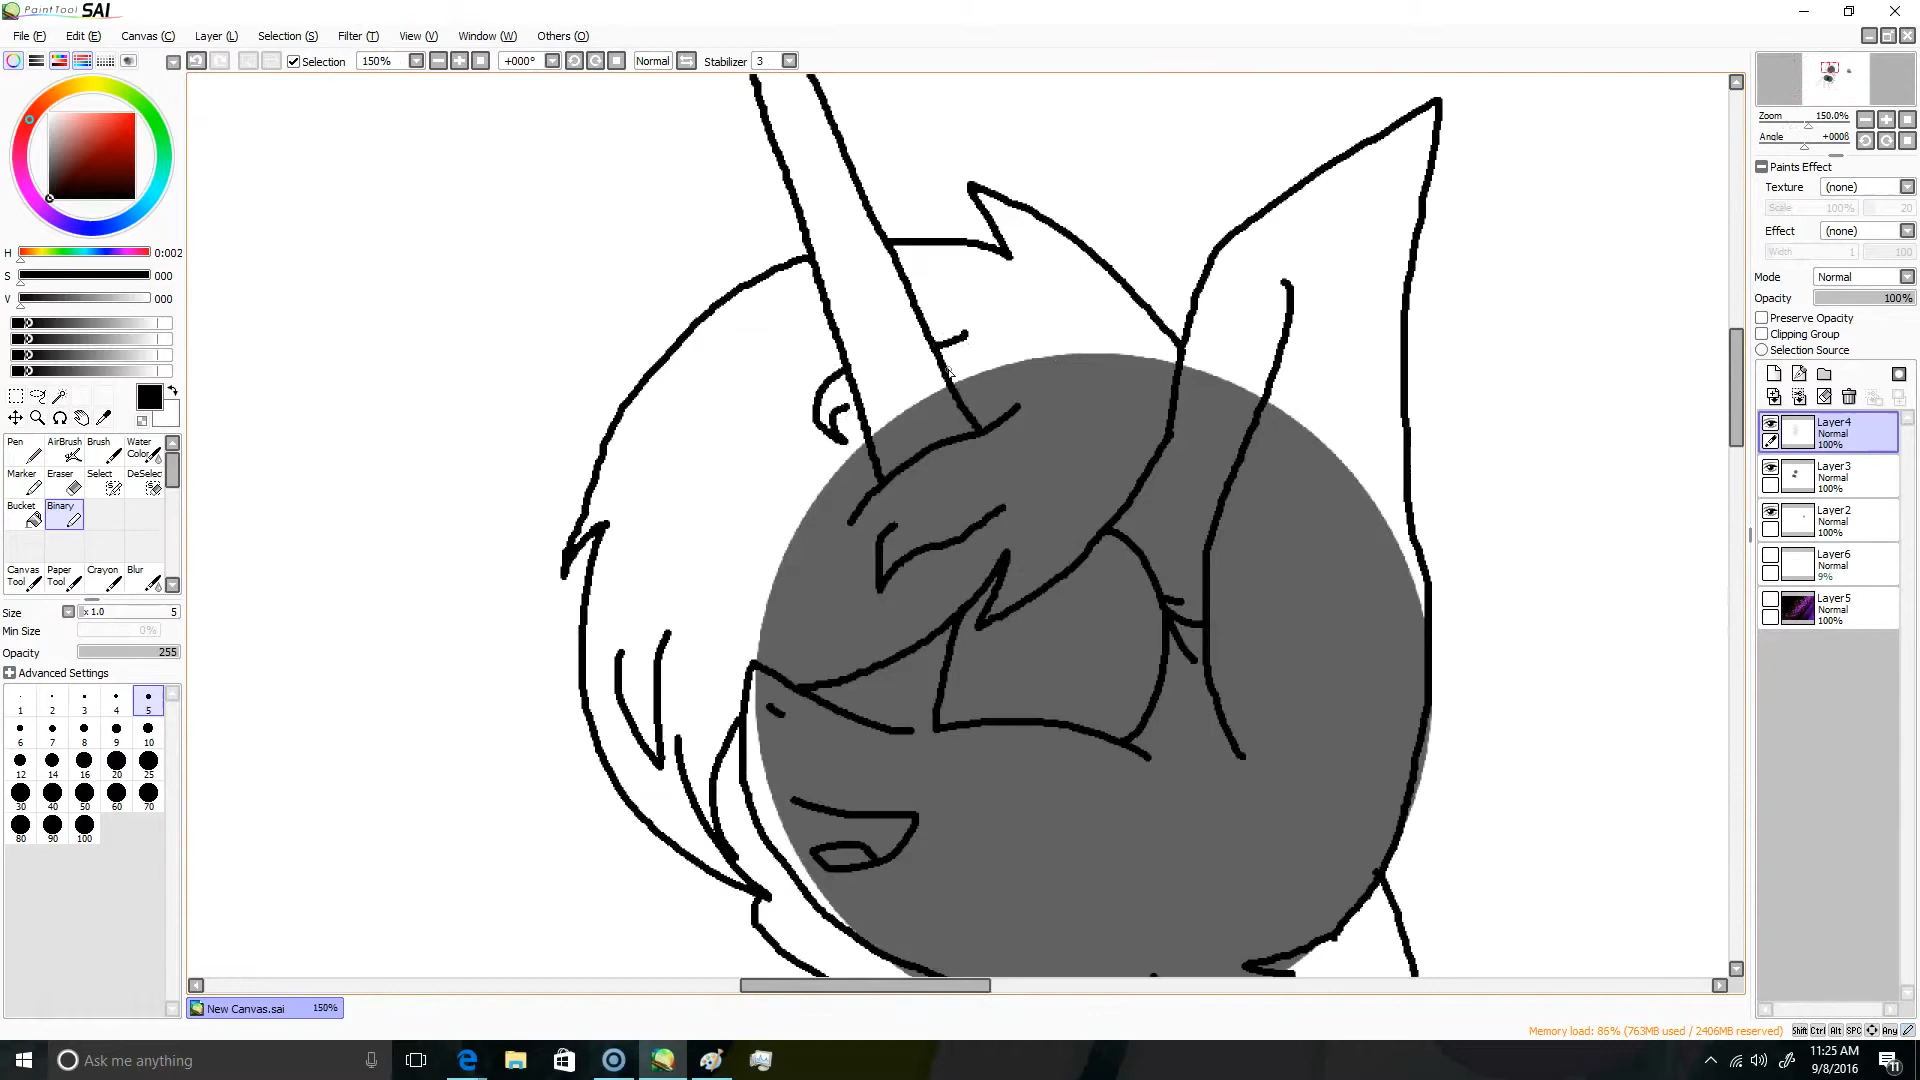 PaintTool SAI
File (F) Edit (E) Canvas (C) Layer (L) Selection (S) Filter (T) View (V) Window (W) Others (O)
Selection 150% +000° Normal Stabilizer 3
Zoom 150.0%
Angle +000ß
Paints Effect
Texture (none)
Scale 100% 20
Effect (none)
Width 1 100
Mode Normal
Opacity 100%
Preserve Opacity
Clipping Group
Selection Source
H 0:002
S 000
V 000
Pen AirBrush Brush Water Color
Marker Eraser Select DeSelect
Bucket Binary
Canvas Tool Paper Tool Crayon Blur
Size x 1.0 5
Min Size 0%
Opacity 255
Advanced Settings
1 2 3 4 5
6 7 8 9 10
12 14 16 20 25
30 40 50 60 70
80 90 100
Layer4
Normal
100%
Layer3
Normal
100%
Layer2
Normal
100%
Layer6
Normal
9%
Layer5
Normal
100%
New Canvas.sai 150%
Memory load: 86% (763MB used / 2406MB reserved) Shift Ctrl Alt SPC Any
Ask me anything
11:25 AM
9/8/2016
11